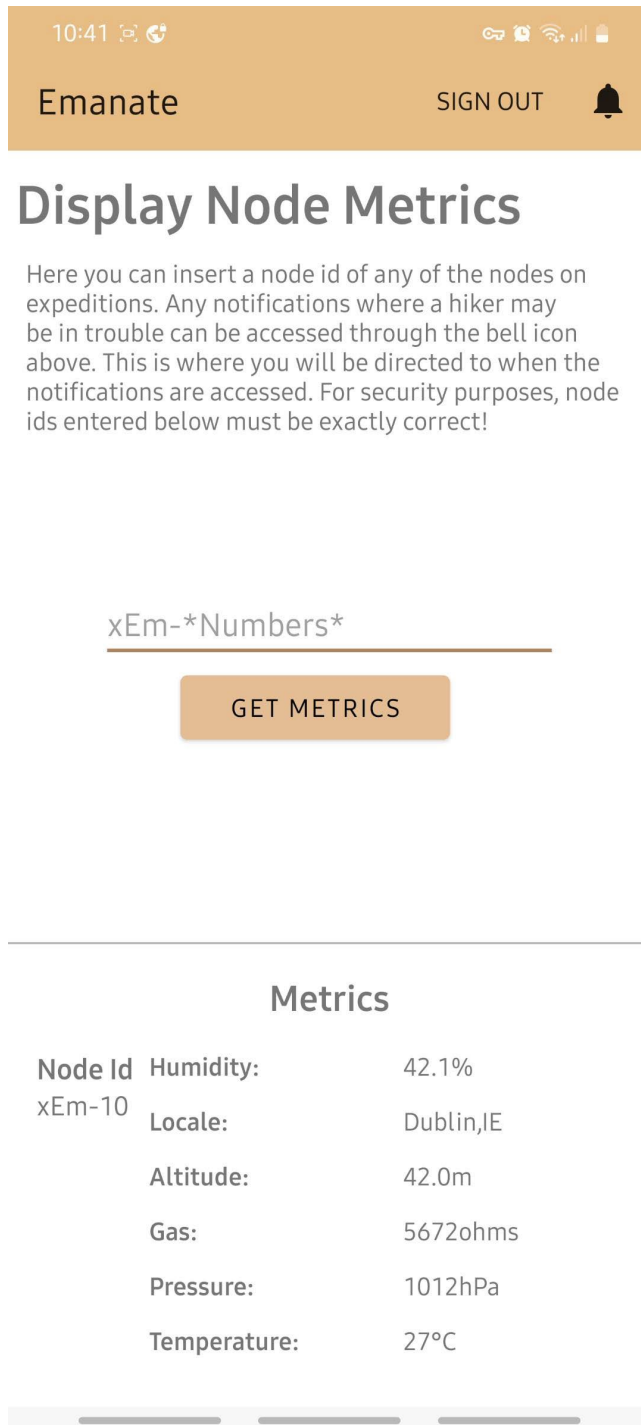 10:41
Emanate SIGN OUT
Display Node Metrics
Here you can insert a node id of any of the nodes on
expeditions. Any notifications where a hiker may
be in trouble can be accessed through the bell icon
above. This is where you will be directed to when the
notifications are accessed. For security purposes, node
ids entered below must be exactly correct!
xEm-*Numbers*
GET METRICS
Metrics
Node Id Humidity: 42.1%
xEm-10
Locale: Dublin,IE
Altitude: 42.0m
Gas: 5672ohms
Pressure: 1012hPa
Temperature: 27°C